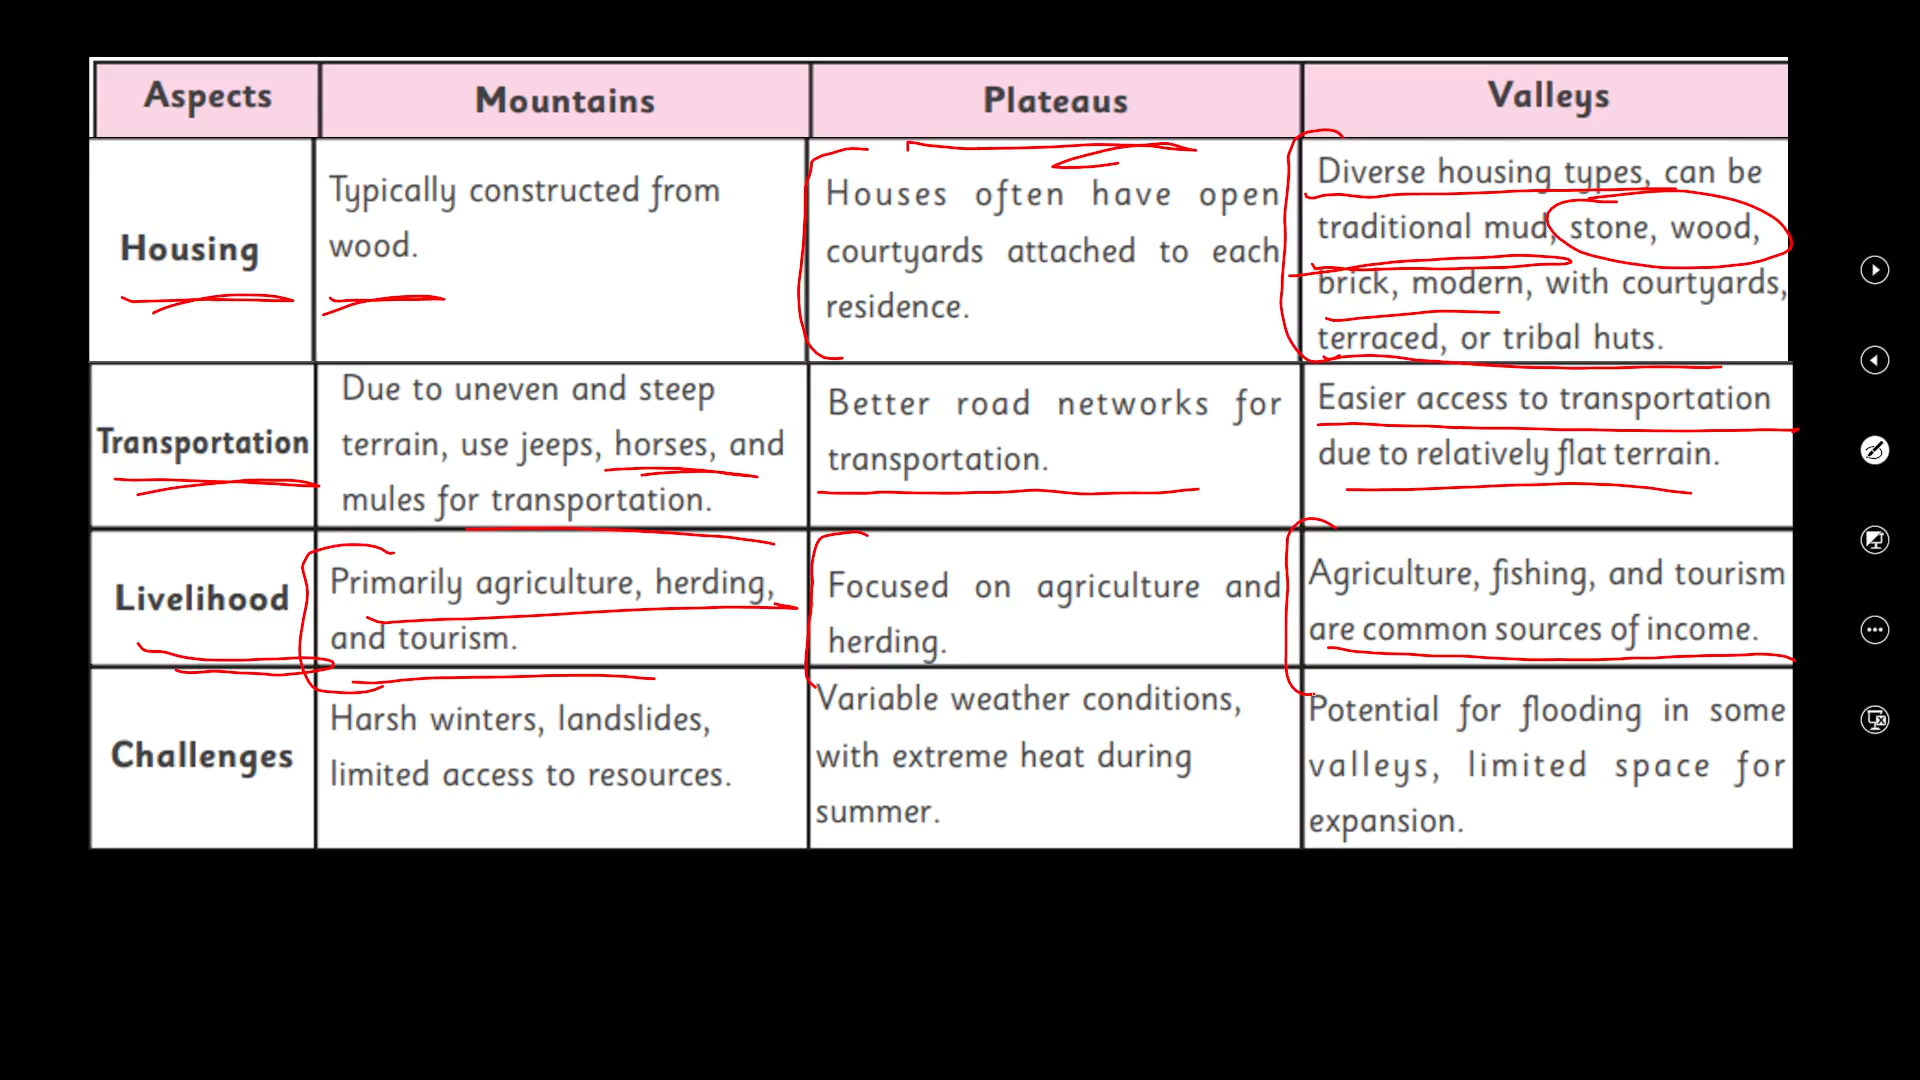 Aspects
Mountains
Plateaus
Valleys
Housing
Typically constructed from
wood.
Houses often have open
courtyards attached to each
residence.
Diverse housing types, can be
traditional mud, stone, wood,
brick, modern, with courtyards,
terraced, or tribal huts.
Transportation
Due to uneven and steep
terrain, use jeeps, horses, and
mules for transportation.
Better road networks for
transportation.
Easier access to transportation
due to relatively flat terrain.
Livelihood
Primarily agriculture, herding,
and tourism.
Focused on agriculture and
herding.
Agriculture, fishing, and tourism
are common sources of income.
Challenges
Harsh winters, landslides,
limited access to resources.
Variable weather conditions,
with extreme heat during
summer.
Potential for flooding in some
valleys, limited space for
expansion.